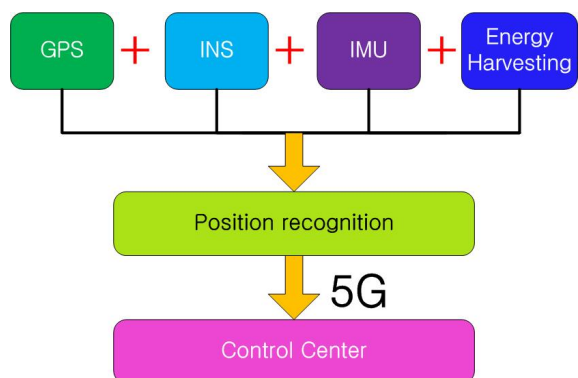 GPS + INS + IMU + Energy
Harvesting
Position recognition
5G
Control Center